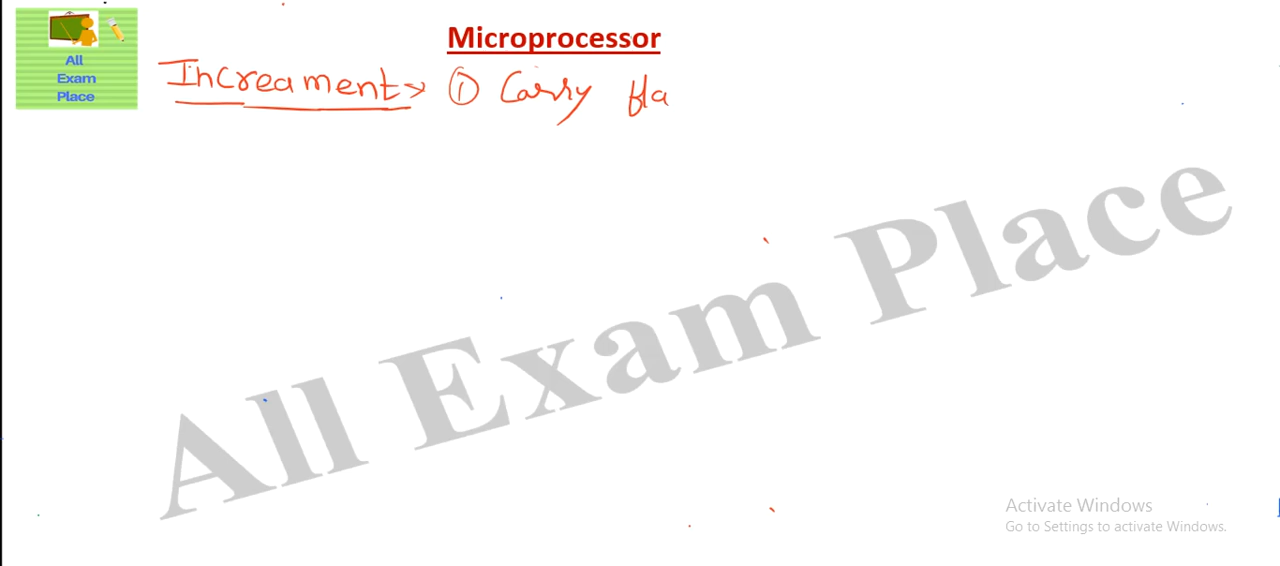 All
Exam
Place
Microprocessor
Increament → ① Carry fla
All Exam Place
Activate Windows
Go to Settings to activate Windows.